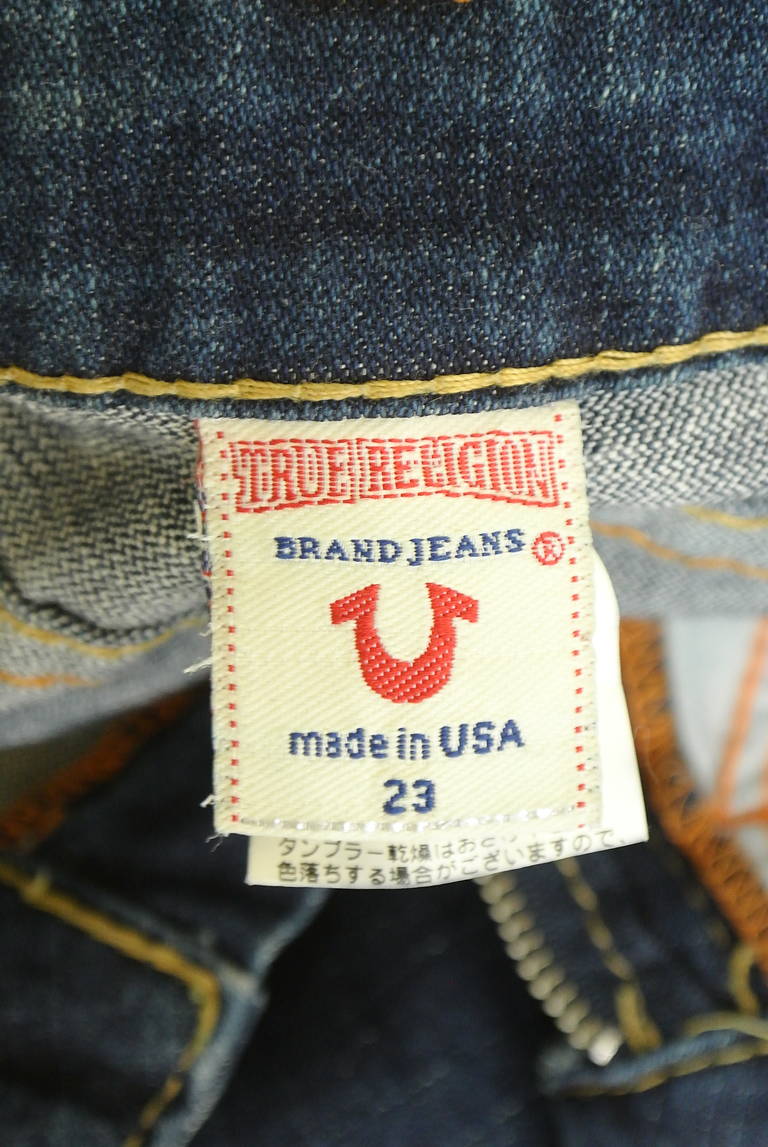 TRUE RELIGION
BRAND JEANS ®
made in USA
23
タンブラー乾燥はお
色落ちする場合がございますので、